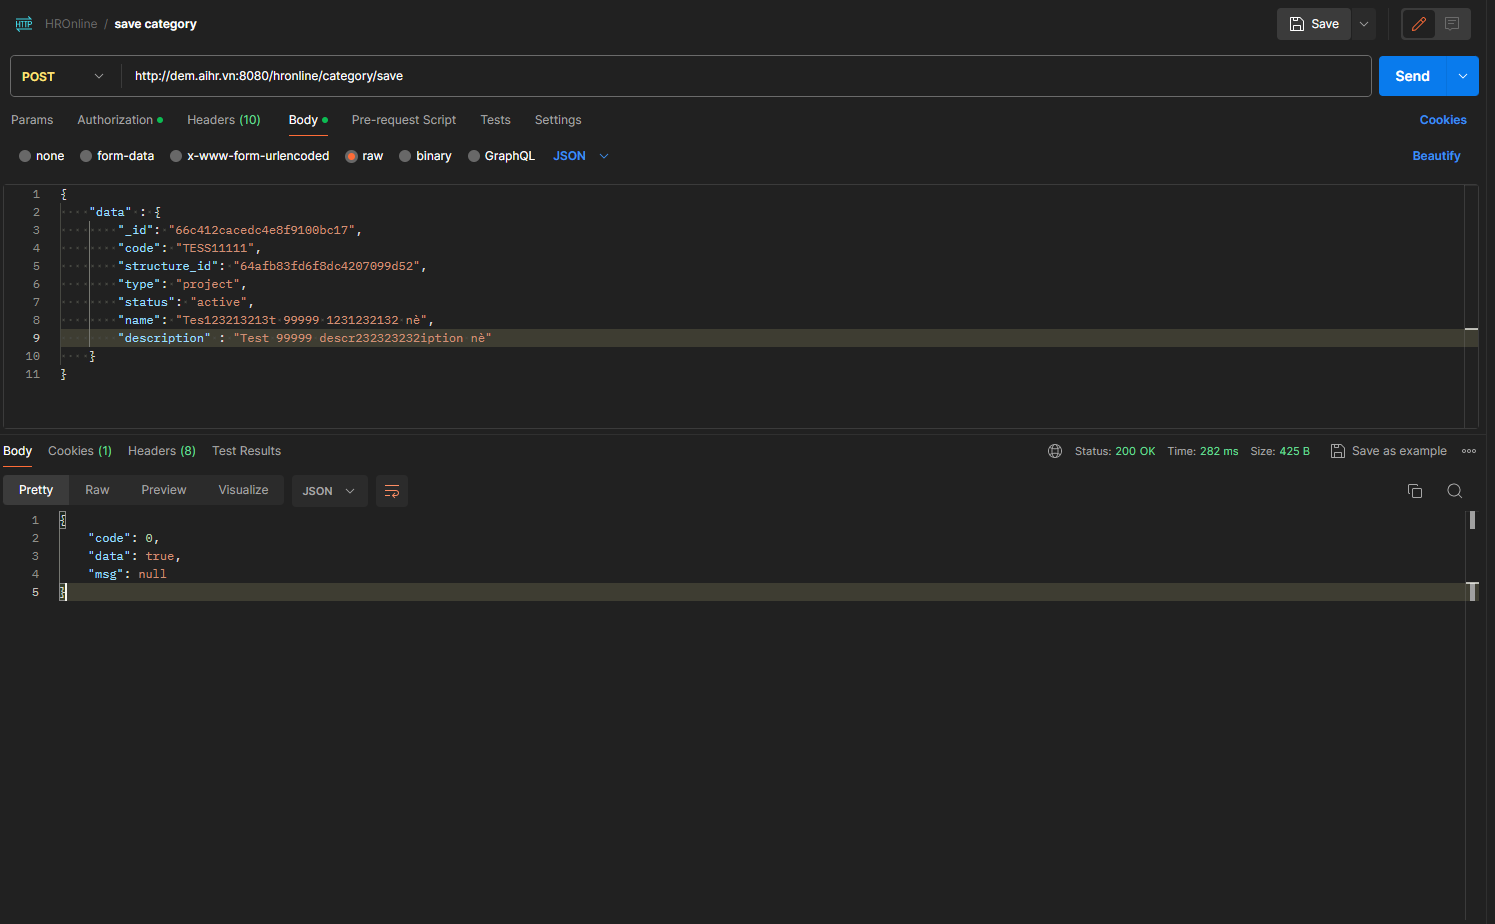 HTTP HROnline / save category Save
POST http://dem.aihr.vn:8080/hronline/category/save Send
Params Authorization Headers (10) Body Pre-request Script Tests Settings Cookies
none form-data x-www-form-urlencoded raw binary GraphQL JSON Beautify
1 {
2 "data" : {
3 "_id": "66c412cacedc4e8f9100bc17",
4 "code": "TESS11111",
5 "structure_id": "64afb83fd6f8dc4207099d52",
6 "type": "project",
7 "status": "active",
8 "name": "Tes123213213t 99999 1231232132 nè",
9 "description" : "Test 99999 descr232323232iption nè"
10 }
11 }
Body Cookies (1) Headers (8) Test Results Status: 200 OK Time: 282 ms Size: 425 B Save as example
Pretty Raw Preview Visualize JSON
1 {
2 "code": 0,
3 "data": true,
4 "msg": null
5 }